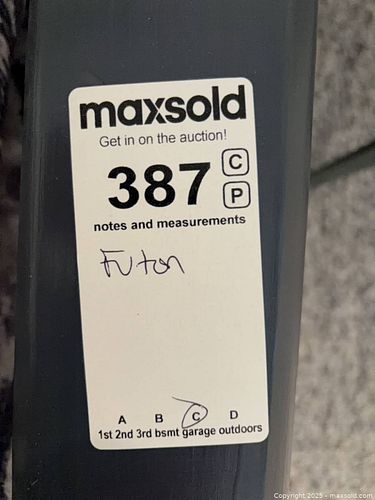 maxsold
Get in on the auction!
387 C
P
notes and measurements
Futon
A B C D
1st 2nd 3rd bsmt garage outdoors
Copyright 2025 - maxsold.com